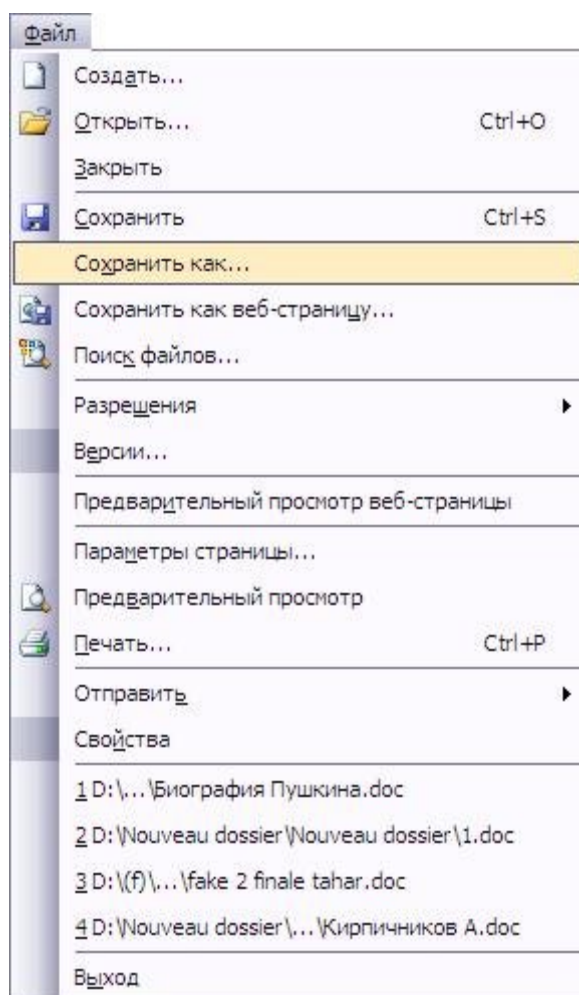 Файл
Создать...
Открыть... Ctrl+O
Закрыть
Сохранить Ctrl+S
Сохранить как...
Сохранить как веб-страницу...
Поиск файлов...
Разрешения
Версии...
Предварительный просмотр веб-страницы
Параметры страницы...
Предварительный просмотр
Печать... Ctrl+P
Отправить
Свойства
1 D:\...\Биография Пушкина.doc
2 D:\Nouveau dossier\Nouveau dossier\1.doc
3 D:\(f)\...\fake 2 finale tahar.doc
4 D:\Nouveau dossier\...\Кирпичников А.doc
Выход